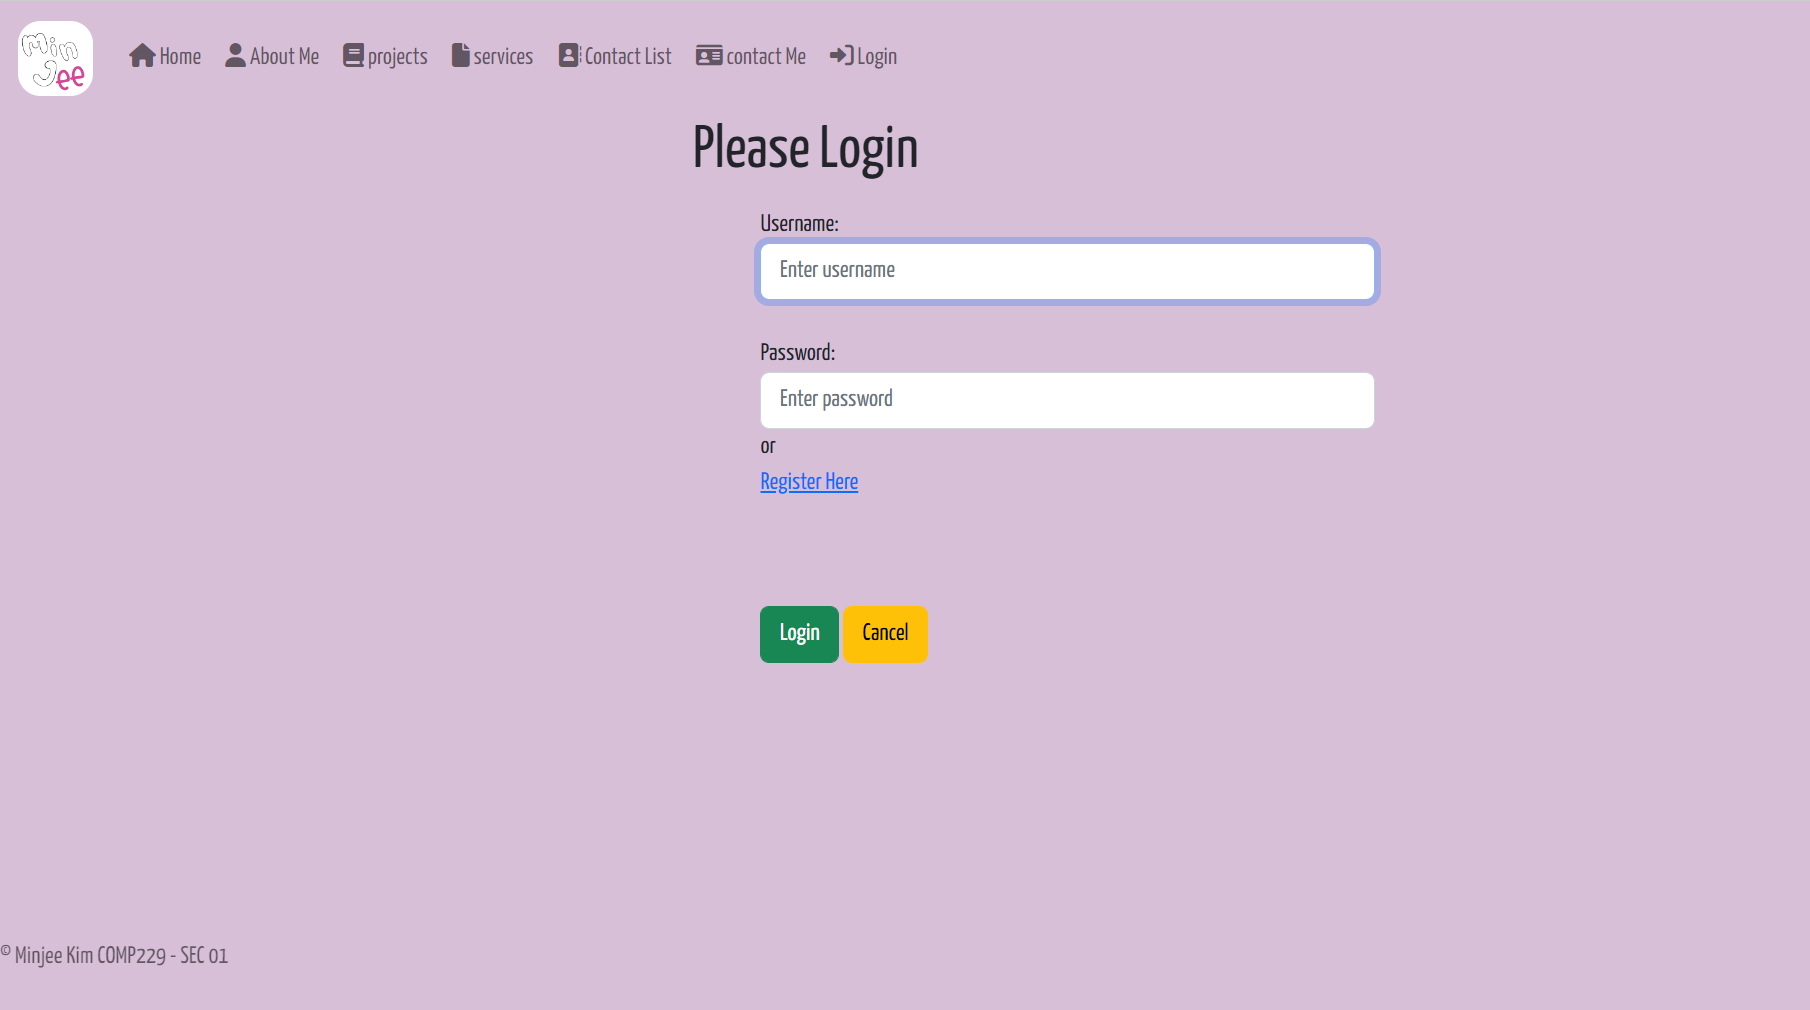 Min
Jee
Home About Me projects services Contact List contact Me Login
Please Login
Username:
Enter username
Password:
Enter password
or
Register Here
Login Cancel
© Minjee Kim COMP229 - SEC 01